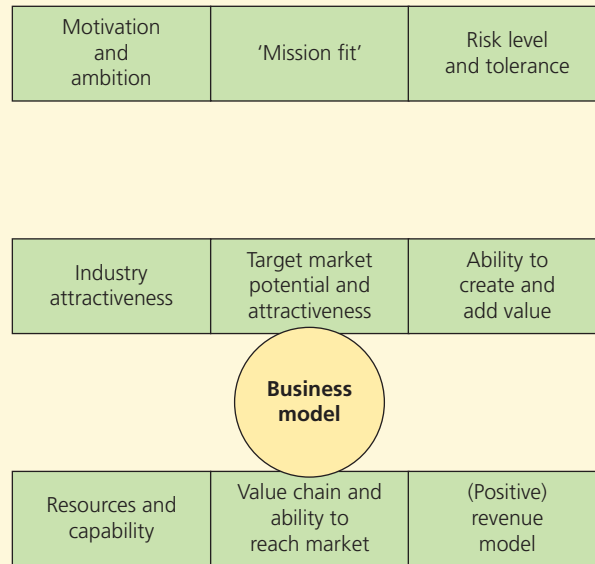 Motivation
and
ambition
‘Mission fit’
Risk level
and tolerance
Industry
attractiveness
Target market
potential and
attractiveness
Ability to
create and
add value
Business
model
Resources and
capability
Value chain and
ability to
reach market
(Positive)
revenue
model